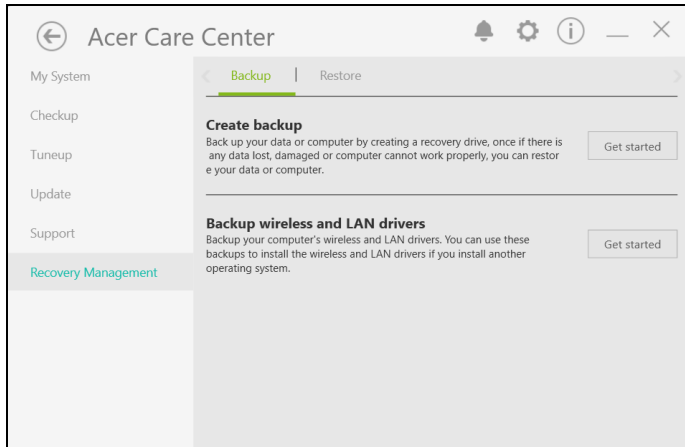 Acer Care Center
My System
Checkup
Tuneup
Update
Support
Recovery Management
Backup | Restore
Create backup
Back up your data or computer by creating a recovery drive, once if there is
any data lost, damaged or computer cannot work properly, you can restor
e your data or computer.
Get started
Backup wireless and LAN drivers
Backup your computer's wireless and LAN drivers. You can use these
backups to install the wireless and LAN drivers if you install another
operating system.
Get started